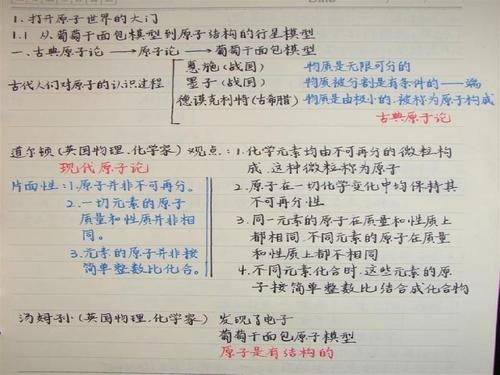 1. 打开原子世界的大门
1.1 从葡萄干面包模型到原子结构的行星模型
一、古典原子论 → 原子论 → 葡萄干面包模型
古代人们对原子的认识过程
惠施(战国) 物质是无限可分的
墨子(战国) 物质被分割是有条件的——端
德谟克利特(古希腊) 物质是由极小的.被称为原子构成
古典原子论
道尔顿(英国物理.化学家) 观点:
现代原子论
1.化学元素均由不可再分的微粒构
成.这种微粒称为原子
2.原子在一切化学变化中均保持其
不可再分性
3.同一元素的原子在质量和性质上
都相同.不同元素的原子在质量
和性质上都不相同
4.不同元素化合时.这些元素的原
子按简单整数比结合成化合物
片面性:1.原子并非不可再分。
2.一切元素的原子
质量和性质并非相
同。
3.元素的原子并非按
简单整数比化合。
汤姆孙(英国物理.化学家) 发现了电子
葡萄干面包原子模型
原子是有结构的